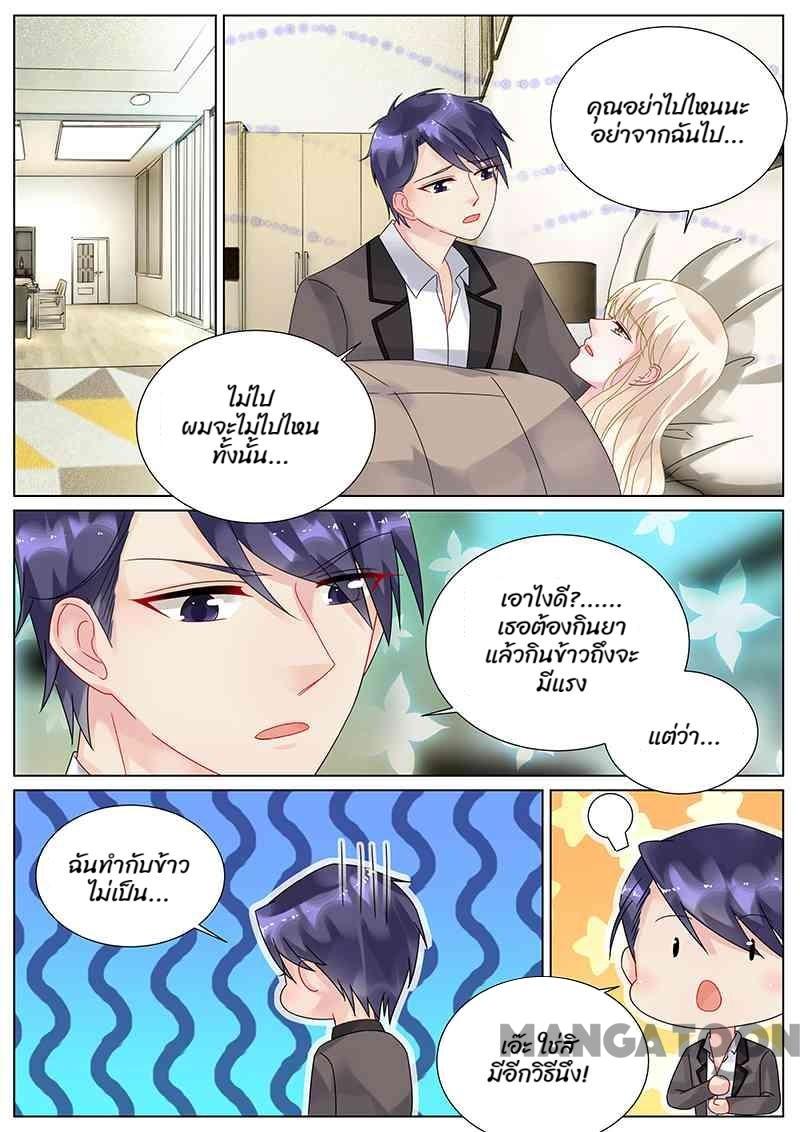 คุณอย่าไปไหนนะ
อย่าจากฉันไป...
ไม่ไป
ผมจะไม่ไปไหน
ทั้งนั้น...
เอาไงดี?......
เธอต้องกินยา
แล้วกินข้าวถึงจะ
มีแรง
แต่ว่า...
ฉันทำกับข้าว
ไม่เป็น...
เอ๊ะ ใช่สิ
มีอีกวิธีนึง!
MANGATOON